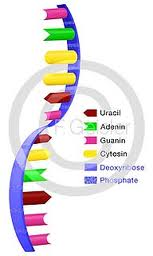 Uracil
Adenin
Guanin
Cytosin
Deoxyribose
Phosphate